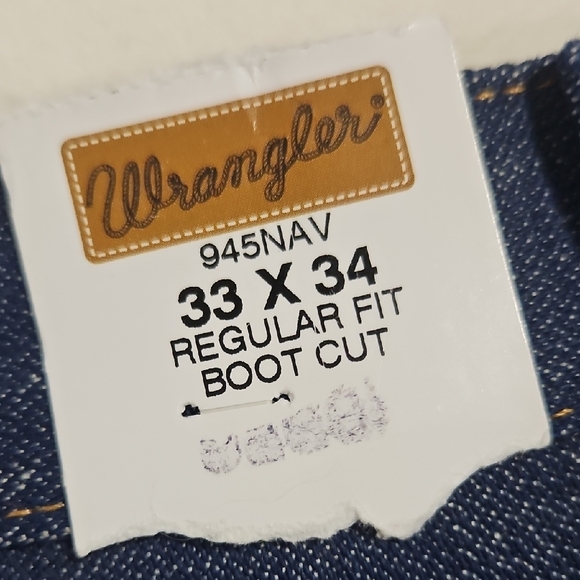 Wrangler®
945NAV
33 X 34
REGULAR FIT
BOOT CUT